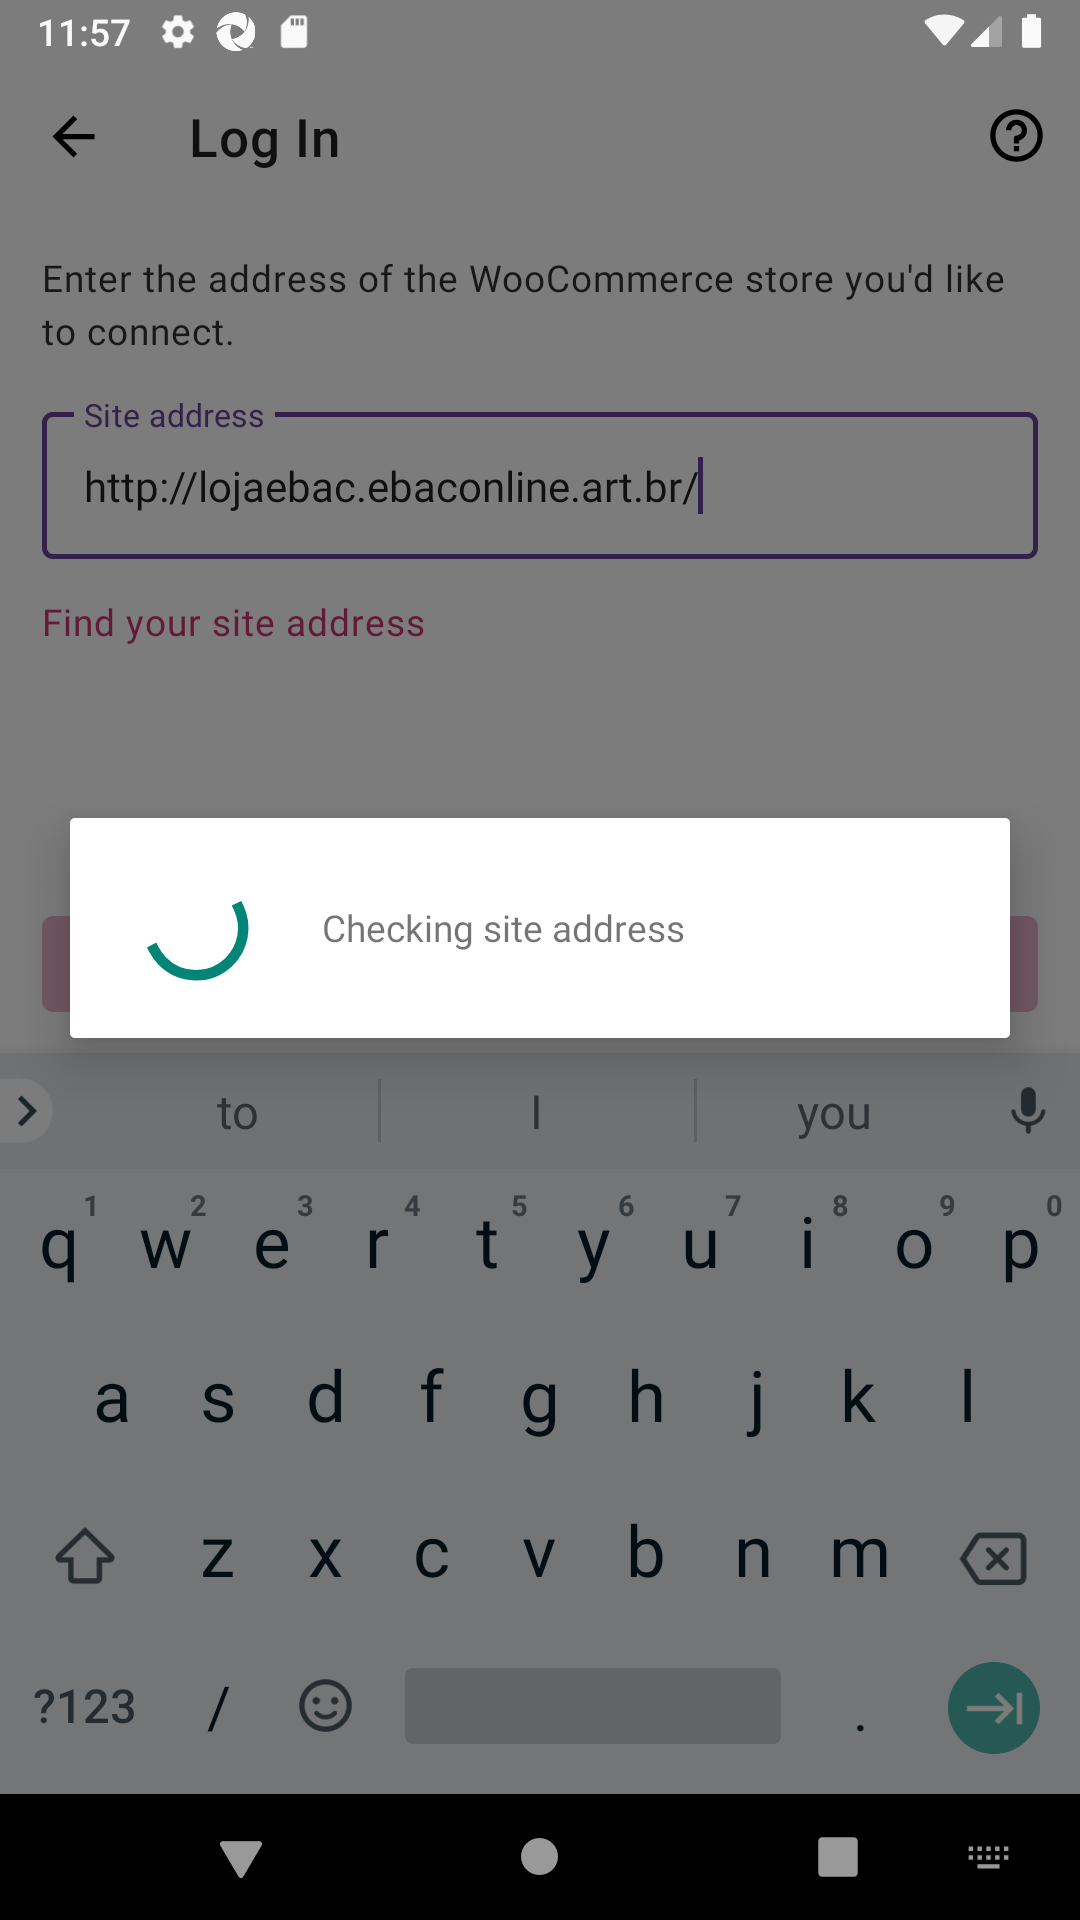 11:57
Log In
Enter the address of the WooCommerce store you'd like
to connect.
Site address
http://lojaebac.ebaconline.art.br/
Find your site address
Checking site address
to I you
1 2 3 4 5 6 7 8 9 0
q w e r t y u i o p
a s d f g h j k l
z x c v b n m
?123 / .